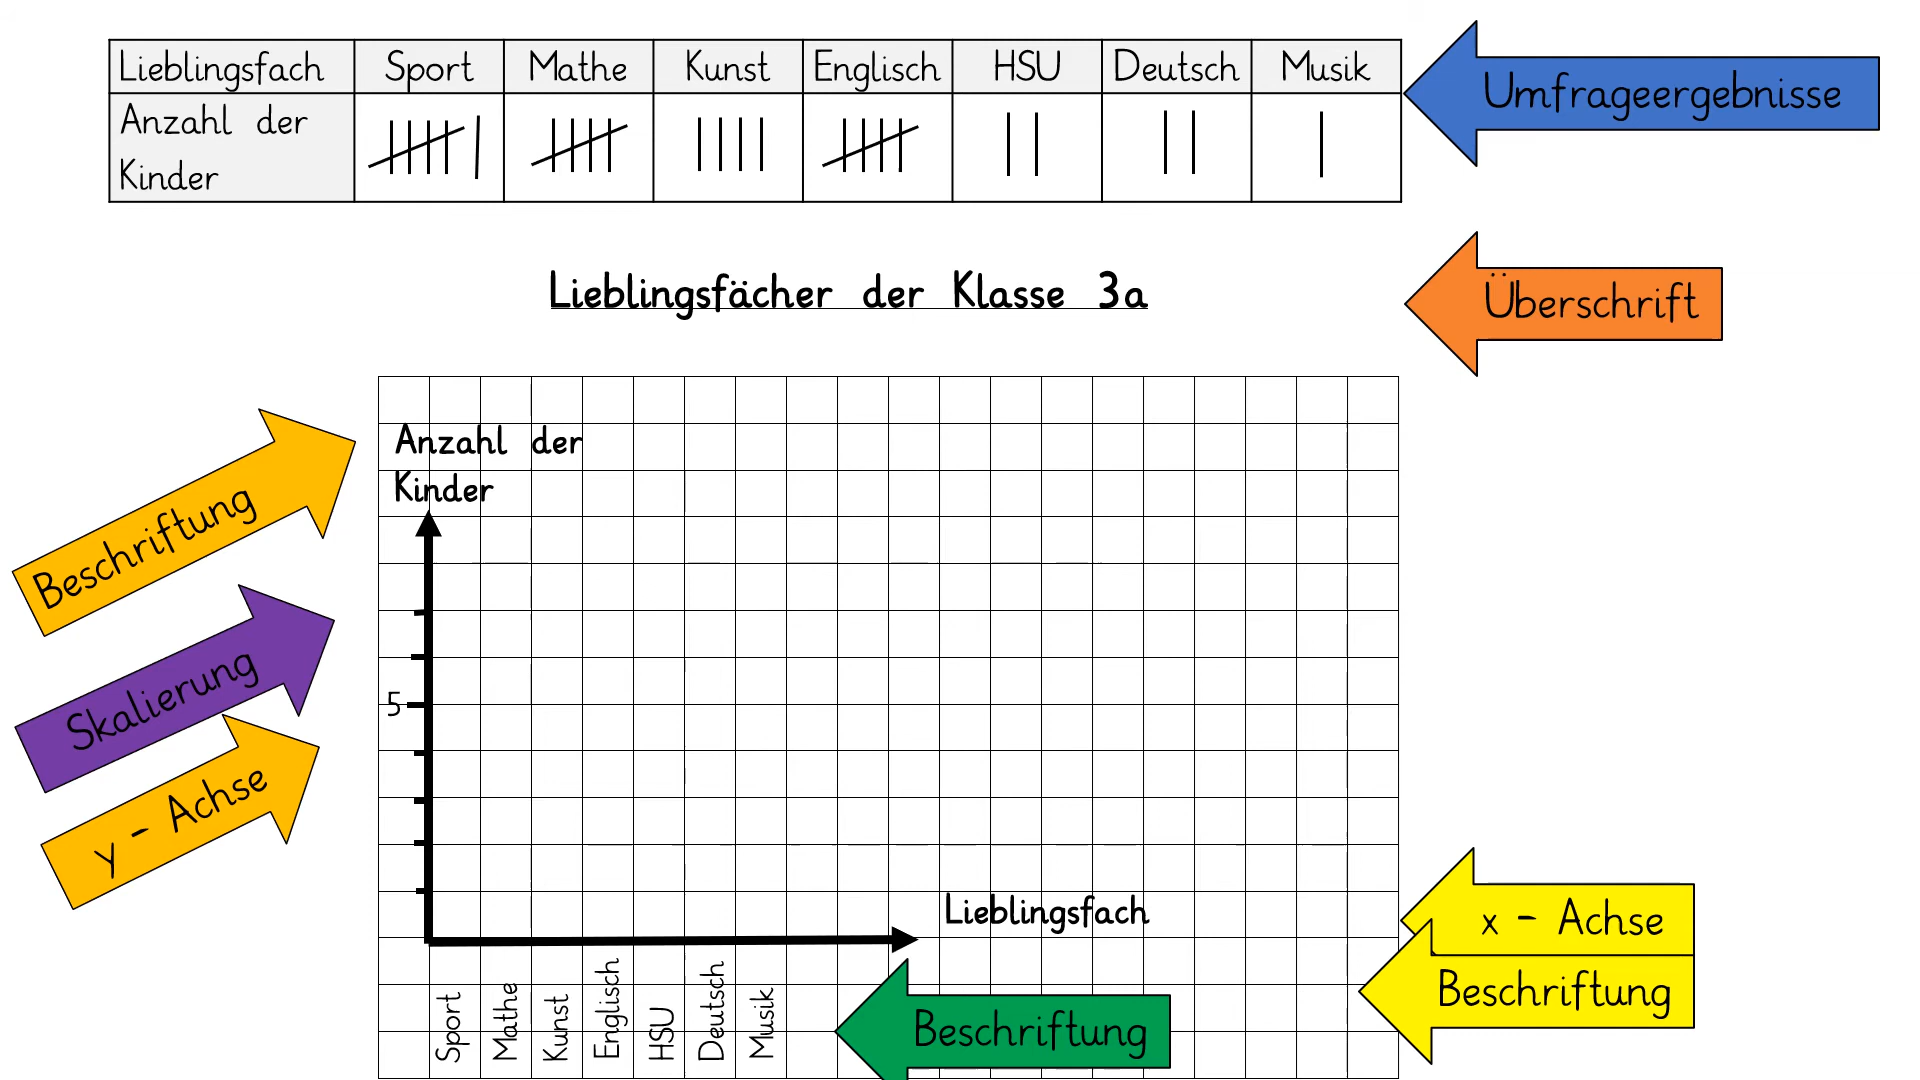 Lieblingsfach Sport Mathe Kunst Englisch HSU Deutsch Musik
Anzahl der
Kinder
Umfrageergebnisse
Lieblingsfächer der Klasse 3a
Überschrift
Anzahl der
Kinder
Beschriftung
Skalierung
5
y - Achse
Lieblingsfach
x - Achse
Beschriftung
Sport
Mathe
Kunst
Englisch
HSU
Deutsch
Musik
Beschriftung